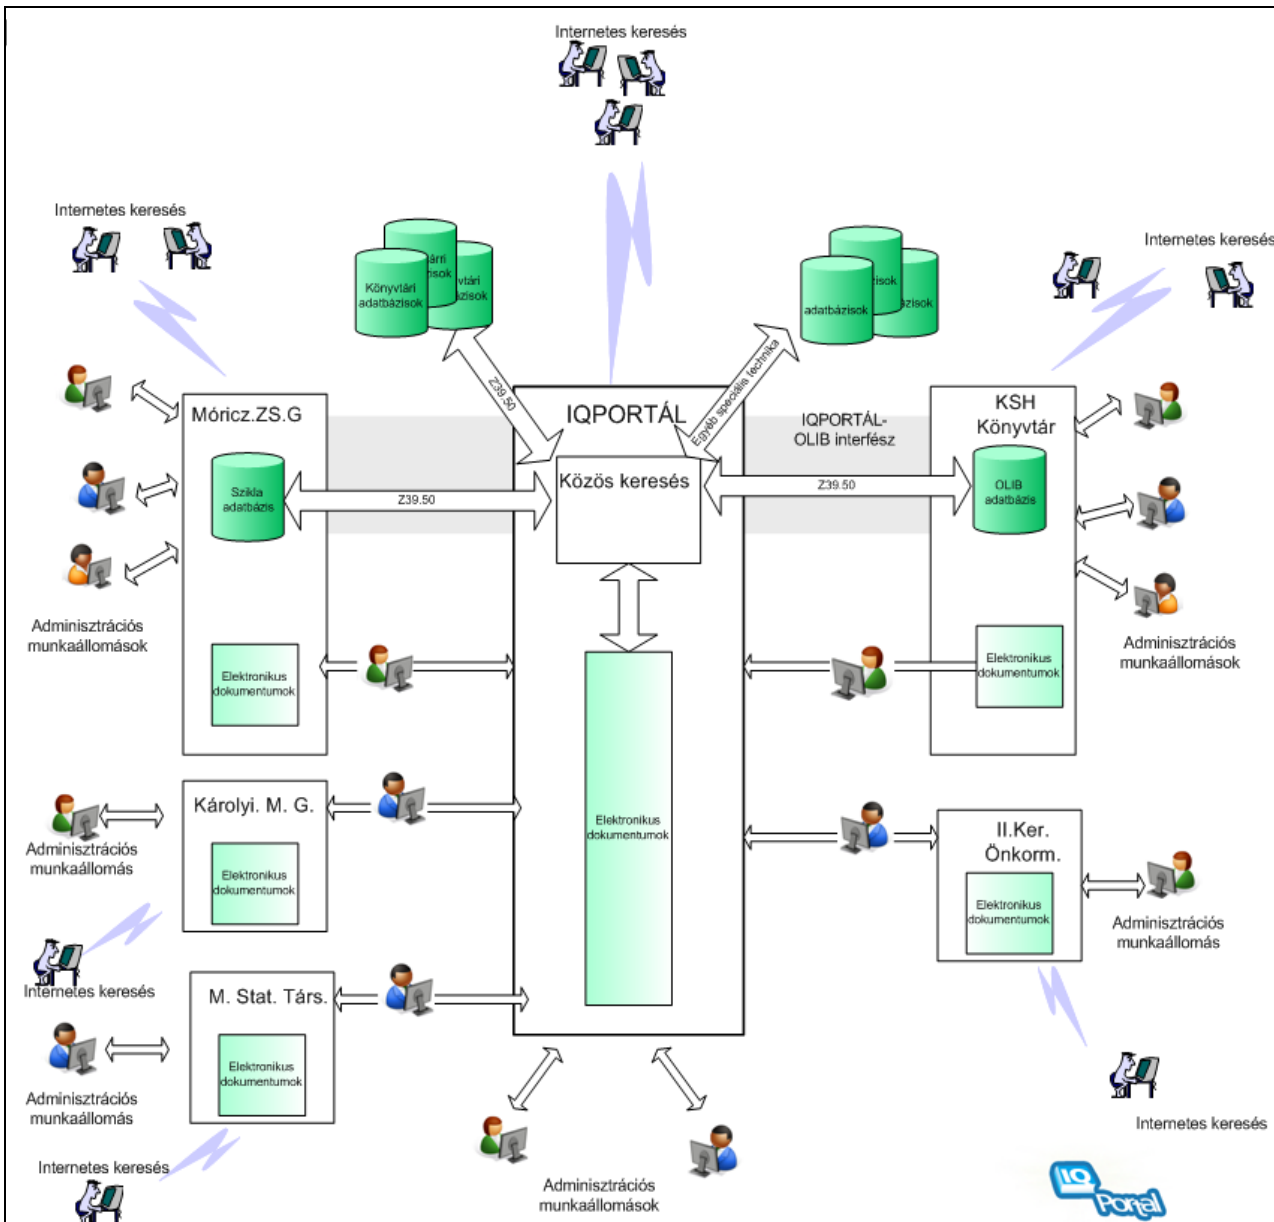 Internetes keresés
Internetes keresés
Internetes keresés
Könyvtári
adatbázisok
adatbázisok
Z39.50
Egyéb speciális technika
Móricz.ZS.G
IQPORTÁL
IQPORTÁL-
OLIB interfész
KSH
Könyvtár
Szikla
adatbázis
Z39.50
Közös keresés
Z39.50
OLIB
adatbázis
Adminisztrációs
munkaállomások
Adminisztrációs
munkaállomások
Elektronikus
dokumentumok
Elektronikus
dokumentumok
Károlyi. M. G.
Adminisztrációs
munkaállomás
Elektronikus
dokumentumok
Elektronikus
dokumentumok
II.Ker.
Önkorm.
Elektronikus
dokumentumok
Adminisztrációs
munkaállomás
Internetes keresés
M. Stat. Társ.
Elektronikus
dokumentumok
Adminisztrációs
munkaállomás
Internetes keresés
Internetes keresés
Adminisztrációs
munkaállomások
IQ
Portal